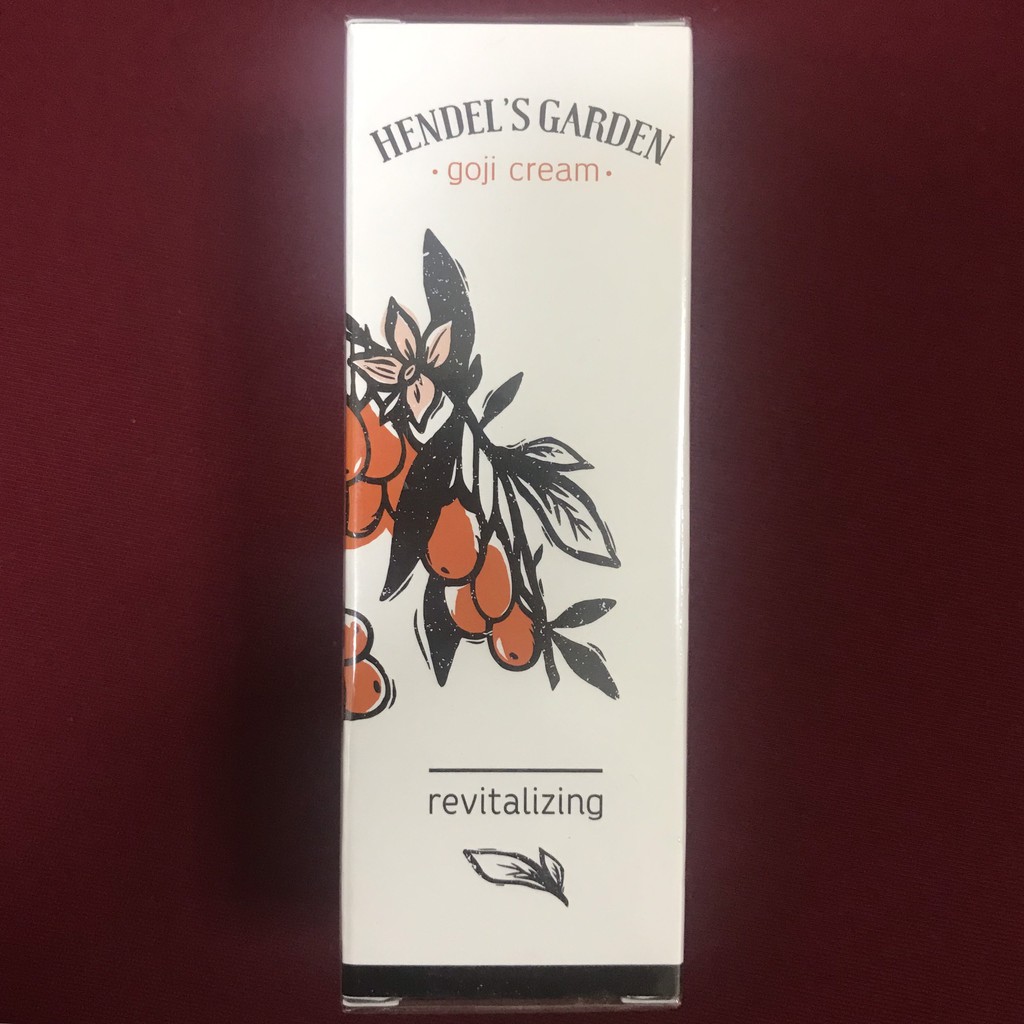 HENDEL'S GARDEN
· goji cream ·
revitalizing